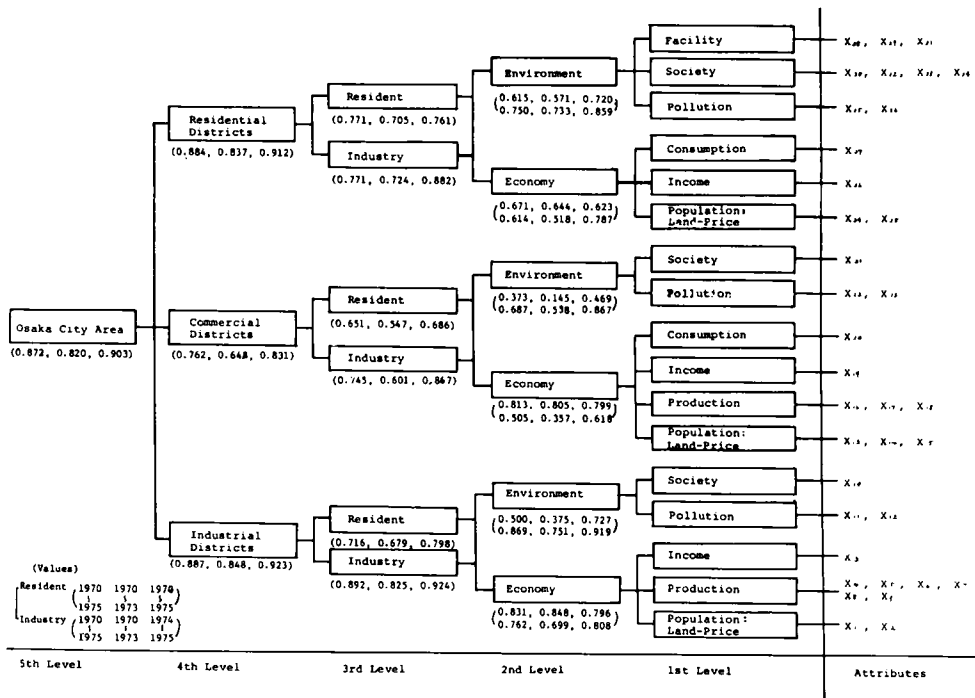 Osaka City Area
(0.872, 0.820, 0.903)
Residential
Districts
(0.884, 0.837, 0.912)
Resident
(0.771, 0.705, 0.761)
Industry
(0.771, 0.724, 0.882)
Environment
(0.615, 0.571, 0.720
0.750, 0.733, 0.859)
Facility
Society
Pollution
Economy
(0.671, 0.644, 0.623
0.614, 0.518, 0.787)
Consumption
Income
Population:
Land-Price
Commercial
Districts
(0.762, 0.648, 0.831)
Resident
(0.651, 0.547, 0.686)
Industry
(0.745, 0.601, 0.867)
Environment
(0.373, 0.145, 0.469
0.687, 0.538, 0.867)
Society
Pollution
Economy
(0.813, 0.805, 0.799
0.505, 0.357, 0.618)
Consumption
Income
Production
Population:
Land-Price
Industrial
Districts
(0.887, 0.848, 0.923)
Resident
(0.716, 0.679, 0.798)
Industry
(0.892, 0.825, 0.924)
Environment
(0.500, 0.375, 0.727
0.869, 0.751, 0.919)
Society
Pollution
Economy
(0.831, 0.848, 0.796
0.762, 0.699, 0.808)
Income
Production
Population:
Land-Price
(Values)
Resident (1970 1970
1975 1973 1975)
Industry (1970 1970 1974
1975 1973 1975)
5th Level 4th Level 3rd Level 2nd Level 1st Level Attributes